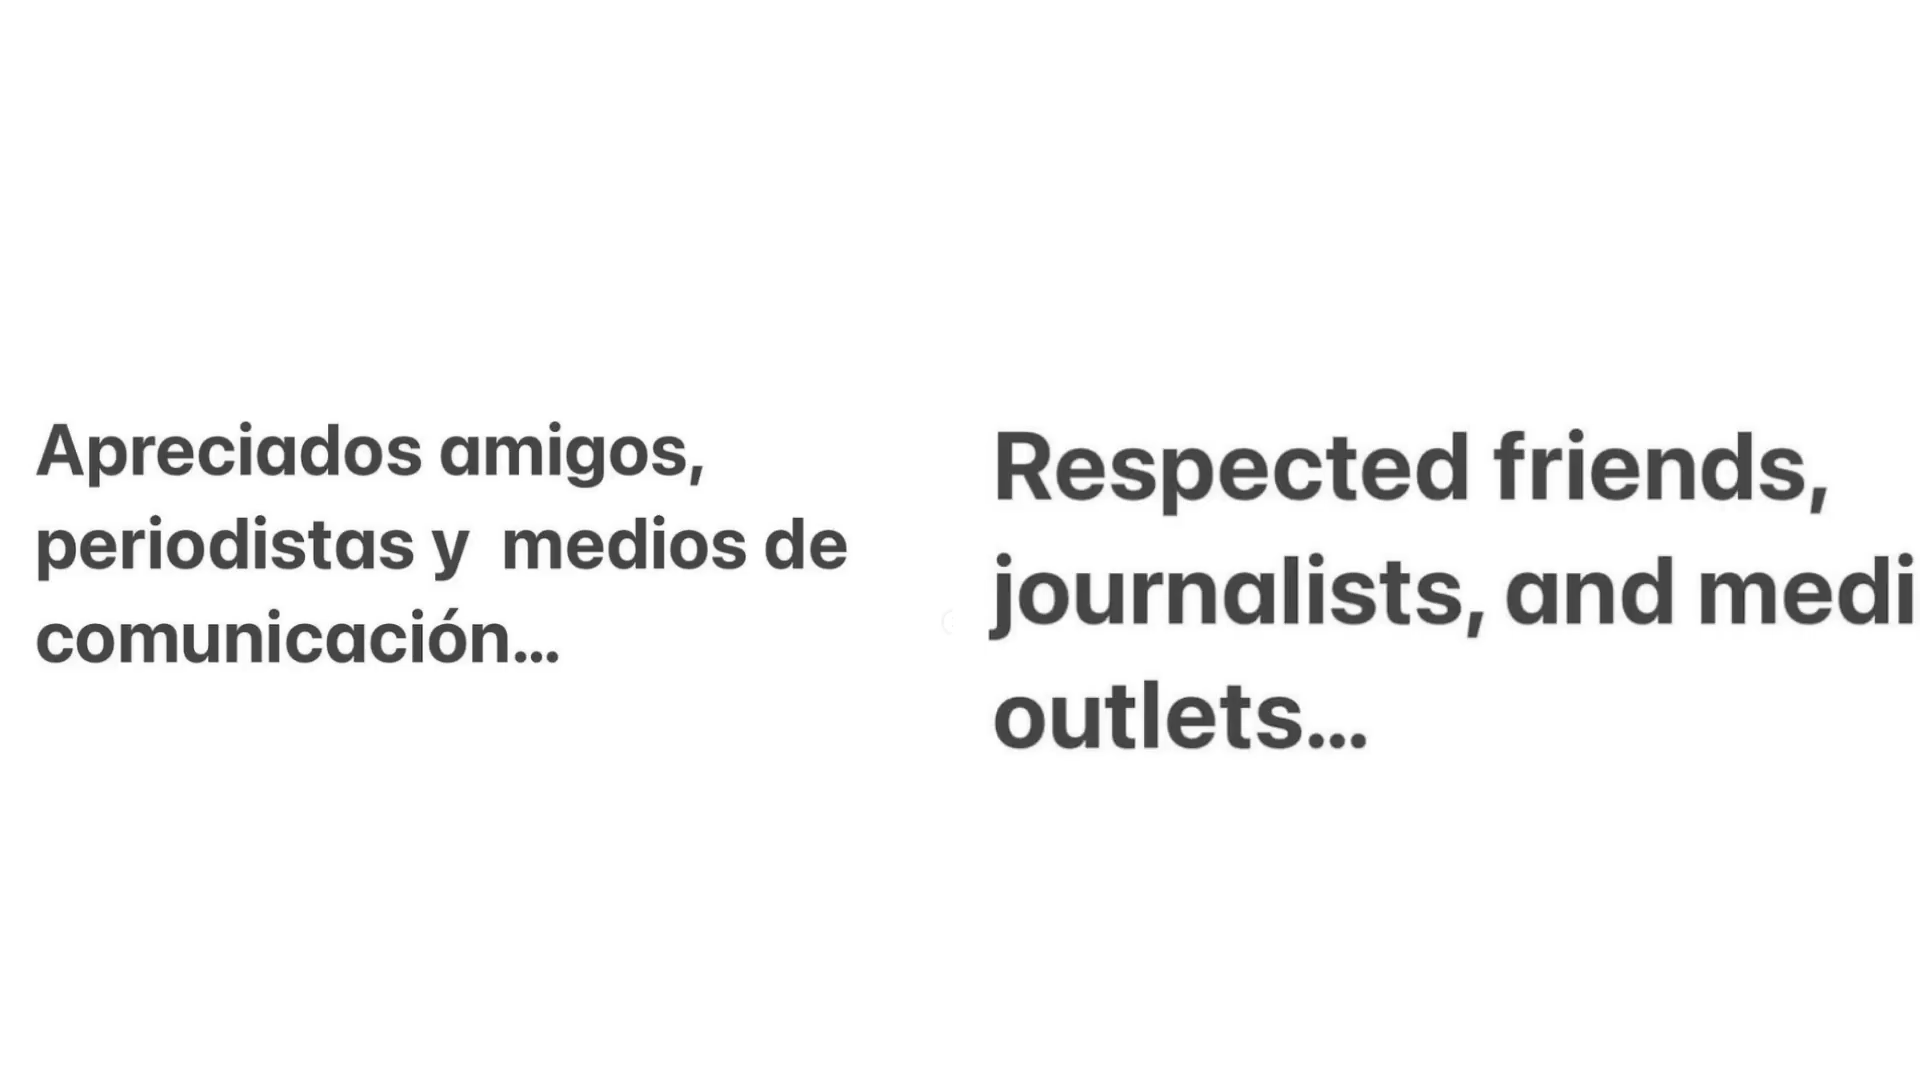 Apreciados amigos,
periodistas y  medios de
comunicación...
Respected friends,
journalists, and medi
outlets...